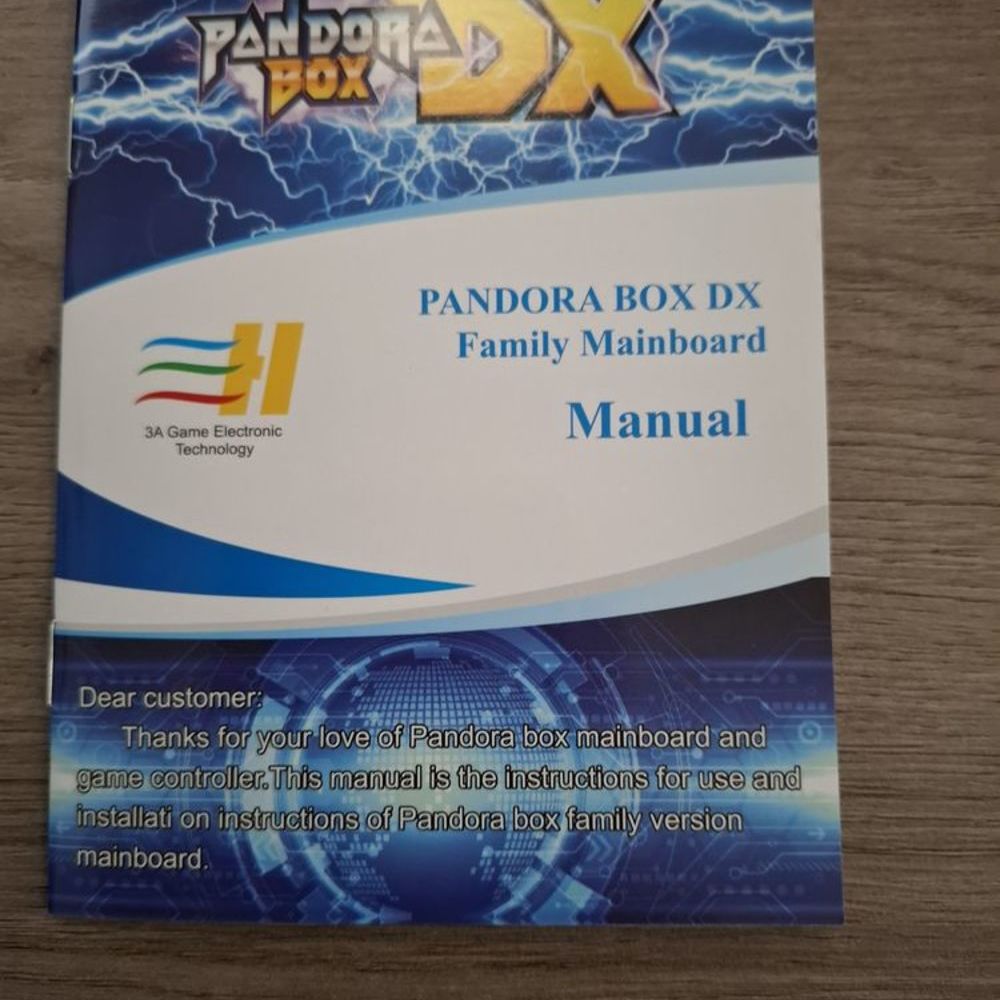 PANDORA
BOX
DX
PANDORA BOX DX
Family Mainboard
Manual
3A Game Electronic
Technology
Dear customer:
Thanks for your love of Pandora box mainboard and
game controller.This manual is the instructions for use and
installati on instructions of Pandora box family version
mainboard.